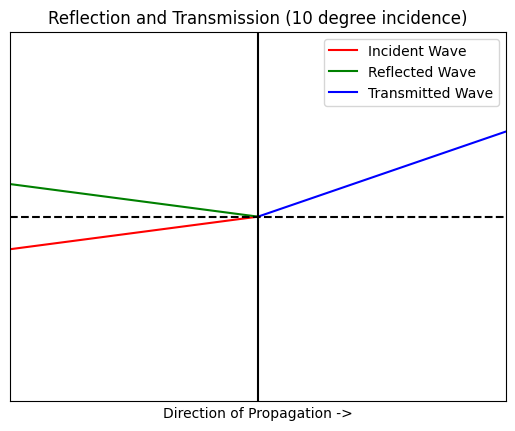 Reflection and Transmission (10 degree incidence)
Incident Wave
Reflected Wave
Transmitted Wave
Direction of Propagation ->